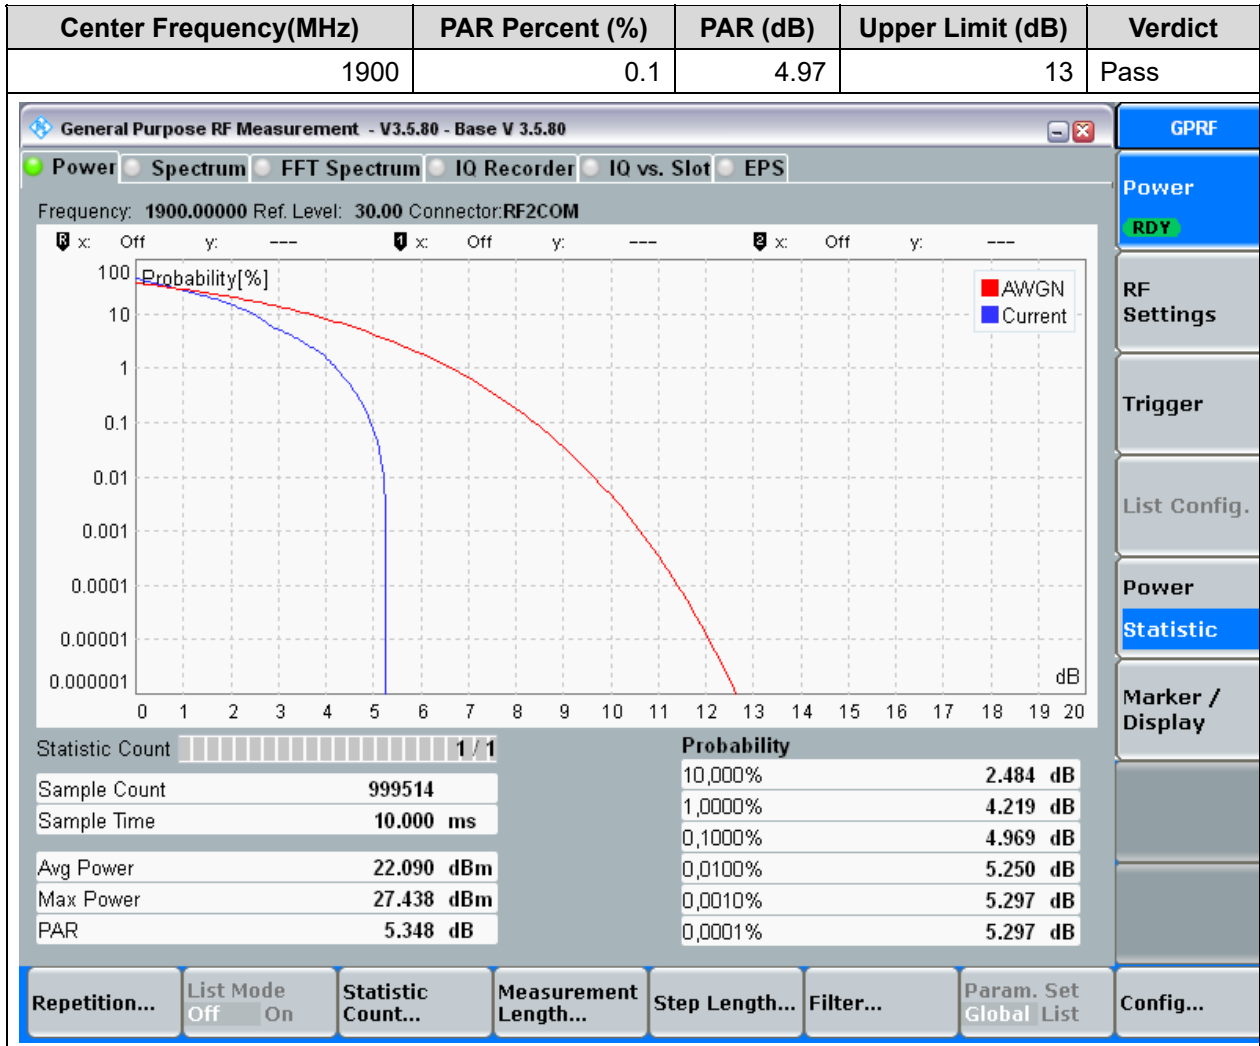 Center Frequency(MHz) PAR Percent (%) PAR (dB) Upper Limit (dB) Verdict
1900 0.1 4.97 13 Pass
General Purpose RF Measurement - V3.5.80 - Base V 3.5.80
GPRF
Power Spectrum FFT Spectrum IQ Recorder IQ vs. Slot EPS
Power
RDY
Frequency: 1900.00000 Ref. Level: 30.00 Connector:RF2COM
R x: Off y: --- 1 x: Off y: --- 2 x: Off y: ---
100 Probability[%]
AWGN
Current
10
1
0.1
0.01
0.001
0.0001
0.00001
0.000001
dB
0 1 2 3 4 5 6 7 8 9 10 11 12 13 14 15 16 17 18 19 20
RF
Settings
Trigger
List Config.
Power
Statistic
Marker /
Display
Statistic Count 1 / 1
Sample Count 999514
Sample Time 10.000 ms
Avg Power 22.090 dBm
Max Power 27.438 dBm
PAR 5.348 dB
Probability
10,000% 2.484 dB
1,0000% 4.219 dB
0,1000% 4.969 dB
0,0100% 5.250 dB
0,0010% 5.297 dB
0,0001% 5.297 dB
Repetition...
List Mode
Off On
Statistic
Count...
Measurement
Length...
Step Length...
Filter...
Param. Set
Global List
Config...